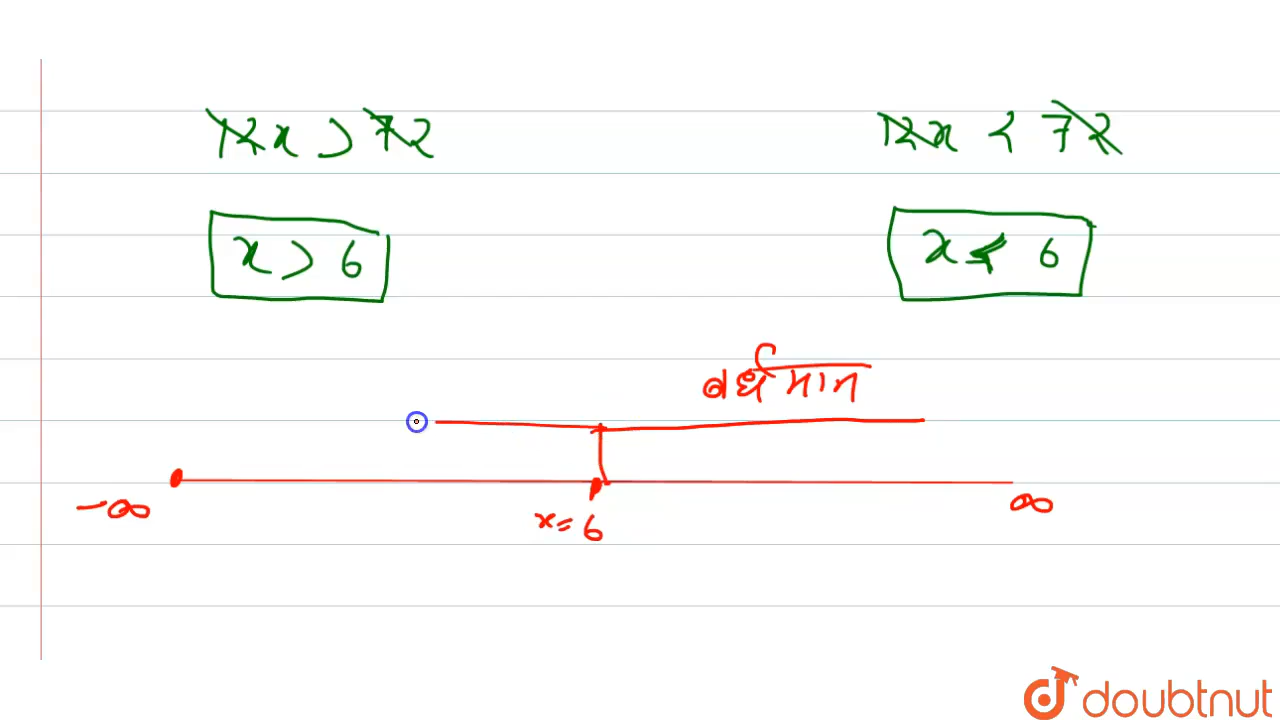 12x > 72
12x < 72
x > 6
x < 6
वर्धमान
-∞
x = 6
∞
doubtnut